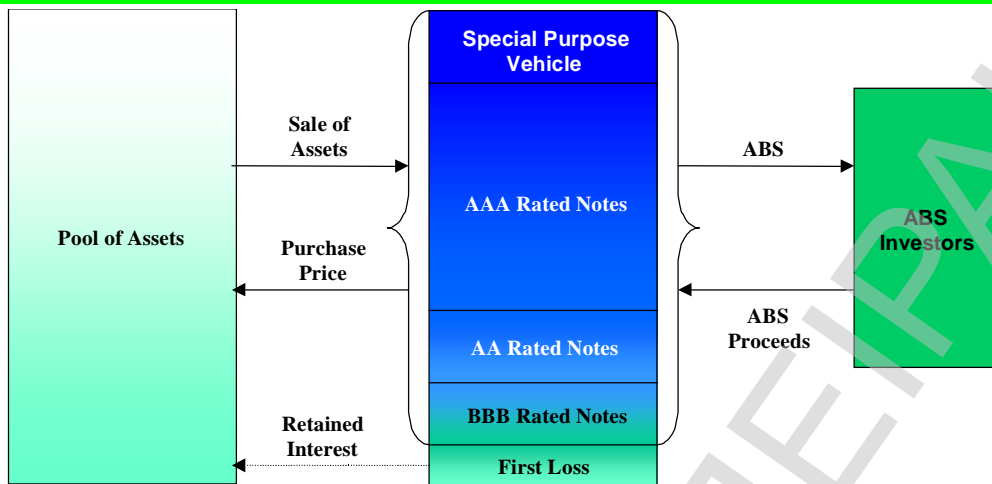 Special Purpose
Vehicle
Sale of
Assets
ABS
AAA Rated Notes
Pool of Assets
ABS
Investors
Purchase
Price
ABS
Proceeds
AA Rated Notes
BBB Rated Notes
Retained
Interest
First Loss